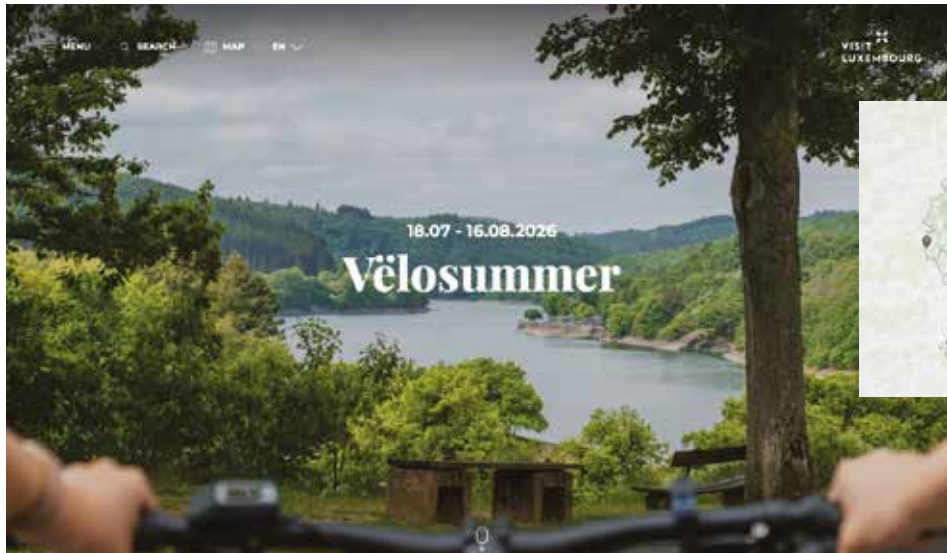 MENU SEARCH MAP EN
VISIT
LUXEMBOURG
18.07 - 16.08.2026
Vëlosummer